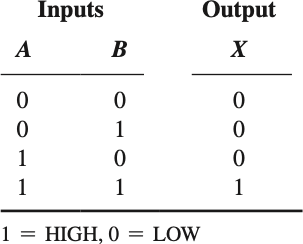 Inputs Output
A B X
0 0 0
0 1 0
1 0 0
1 1 1
1 = HIGH, 0 = LOW